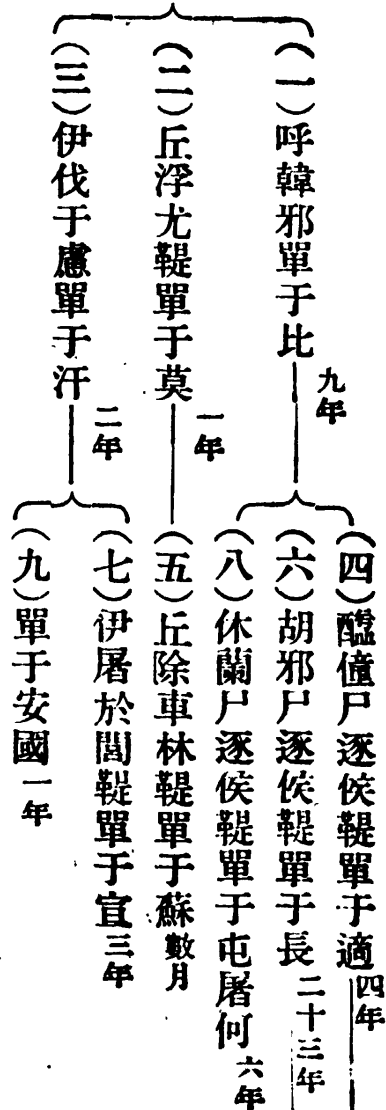 (一)呼韓邪單于比
九年
(二)丘浮尤鞮單于莫
一年
(三)伊伐于慮單于汗
二年
(四)醢僮尸逐侯鞮單于適
四年
(六)胡邪尸逐侯鞮單于長
二十三年
(八)休蘭尸逐侯鞮單于屯屠何
六年
(五)丘除車林鞮單于蘇數月
(七)伊屠於閭鞮單于宣三年
(九)單于安國一年